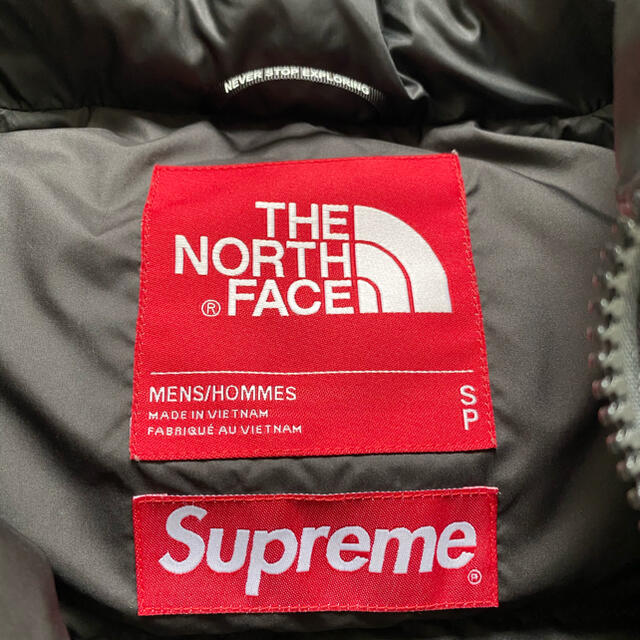 NEVER STOP EXPLORING
THE
NORTH
® FACE
MENS/HOMMES S
MADE IN VIETNAM P
FABRIQUÉ AU VIETNAM
Supreme ®